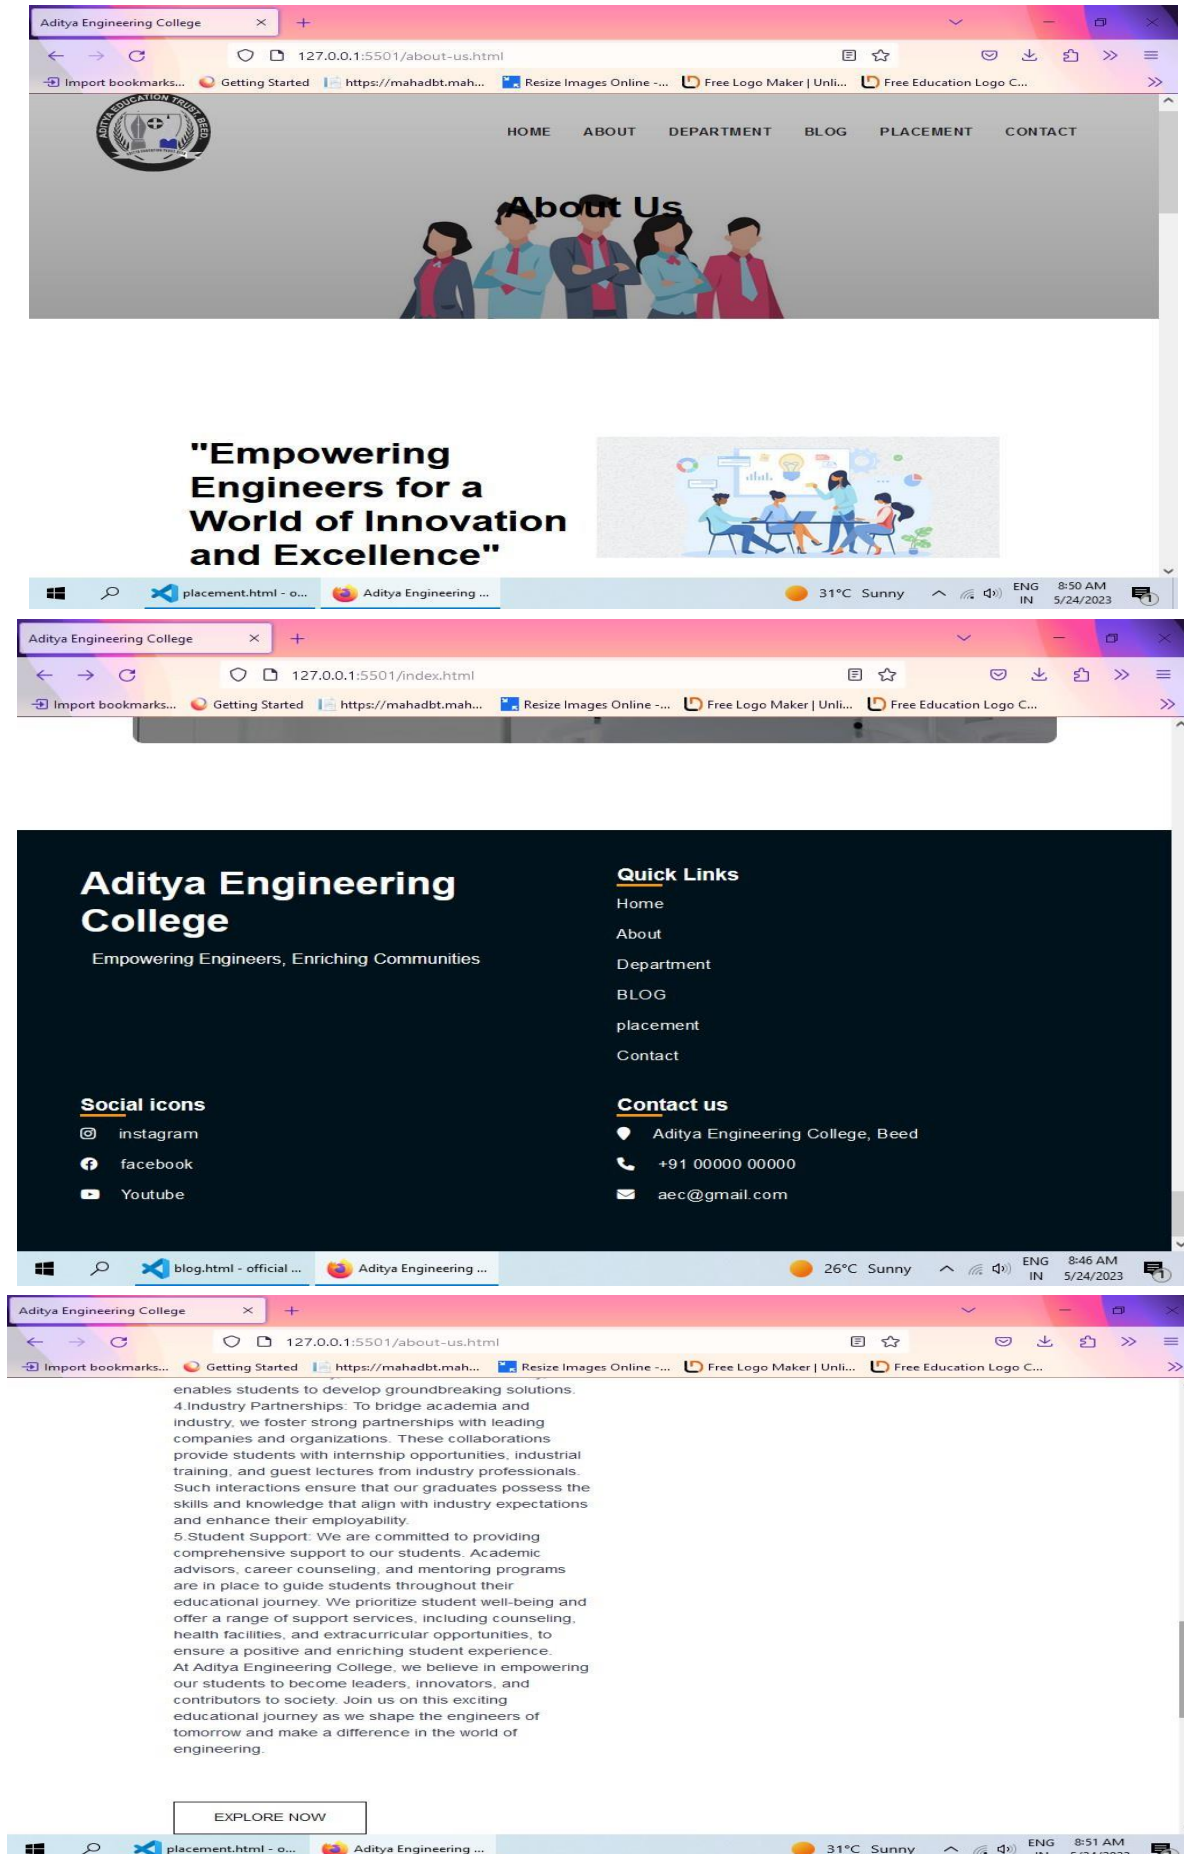 Aditya Engineering College
127.0.0.1:5501/about-us.html
Import bookmarks... Getting Started https://mahadbt.mah... Resize Images Online -... Free Logo Maker | Unli... Free Education Logo C...
ADITYA EDUCATION TRUST, BEED
HOME ABOUT DEPARTMENT BLOG PLACEMENT CONTACT
About Us
"Empowering
Engineers for a
World of Innovation
and Excellence"
placement.html - o... Aditya Engineering ... 31°C Sunny ENG IN 8:50 AM 5/24/2023
Aditya Engineering College
127.0.0.1:5501/index.html
Import bookmarks... Getting Started https://mahadbt.mah... Resize Images Online -... Free Logo Maker | Unli... Free Education Logo C...
Aditya Engineering
College
Empowering Engineers, Enriching Communities
Quick Links
Home
About
Department
BLOG
placement
Contact
Social icons
instagram
facebook
Youtube
Contact us
Aditya Engineering College, Beed
+91 00000 00000
aec@gmail.com
blog.html - official ... Aditya Engineering ... 26°C Sunny ENG IN 8:46 AM 5/24/2023
Aditya Engineering College
127.0.0.1:5501/about-us.html
Import bookmarks... Getting Started https://mahadbt.mah... Resize Images Online -... Free Logo Maker | Unli... Free Education Logo C...
enables students to develop groundbreaking solutions.
4.Industry Partnerships: To bridge academia and
industry, we foster strong partnerships with leading
companies and organizations. These collaborations
provide students with internship opportunities, industrial
training, and guest lectures from industry professionals.
Such interactions ensure that our graduates possess the
skills and knowledge that align with industry expectations
and enhance their employability.
5.Student Support: We are committed to providing
comprehensive support to our students. Academic
advisors, career counseling, and mentoring programs
are in place to guide students throughout their
educational journey. We prioritize student well-being and
offer a range of support services, including counseling,
health facilities, and extracurricular opportunities, to
ensure a positive and enriching student experience.
At Aditya Engineering College, we believe in empowering
our students to become leaders, innovators, and
contributors to society. Join us on this exciting
educational journey as we shape the engineers of
tomorrow and make a difference in the world of
engineering.
EXPLORE NOW
placement.html - o... Aditya Engineering ... 31°C Sunny ENG 8:51 AM